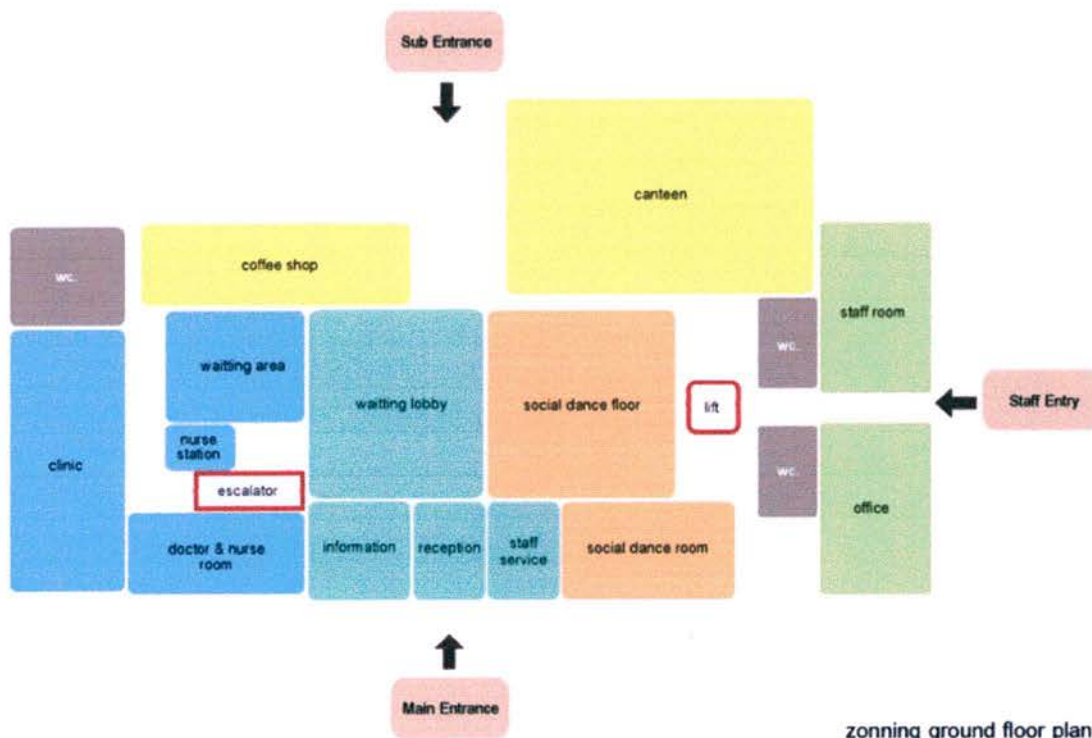 Sub Entrance
canteen
wc.
coffee shop
staff room
waitting area
waitting lobby
social dance floor
lift
wc.
Staff Entry
nurse
station
clinic
escalator
wc.
office
doctor & nurse
room
information
reception
staff
service
social dance room
Main Entrance
zonning ground floor plan